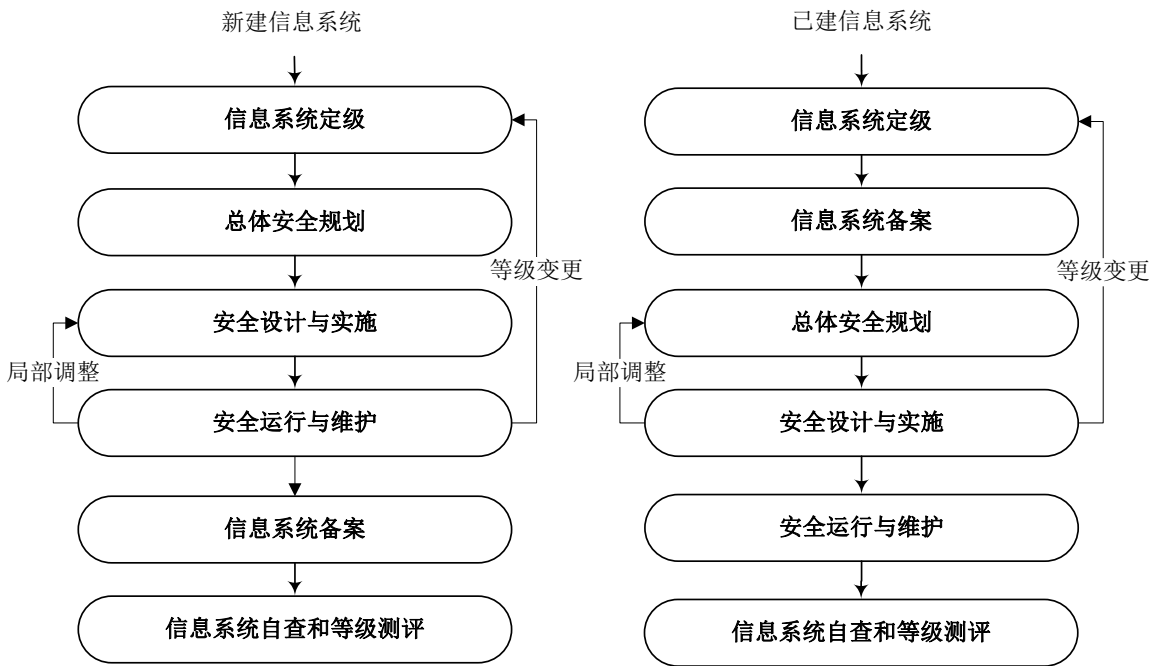 新建信息系统
信息系统定级
总体安全规划
等级变更
安全设计与实施
局部调整
安全运行与维护
信息系统备案
信息系统自查和等级测评
已建信息系统
信息系统定级
信息系统备案
等级变更
总体安全规划
局部调整
安全设计与实施
安全运行与维护
信息系统自查和等级测评